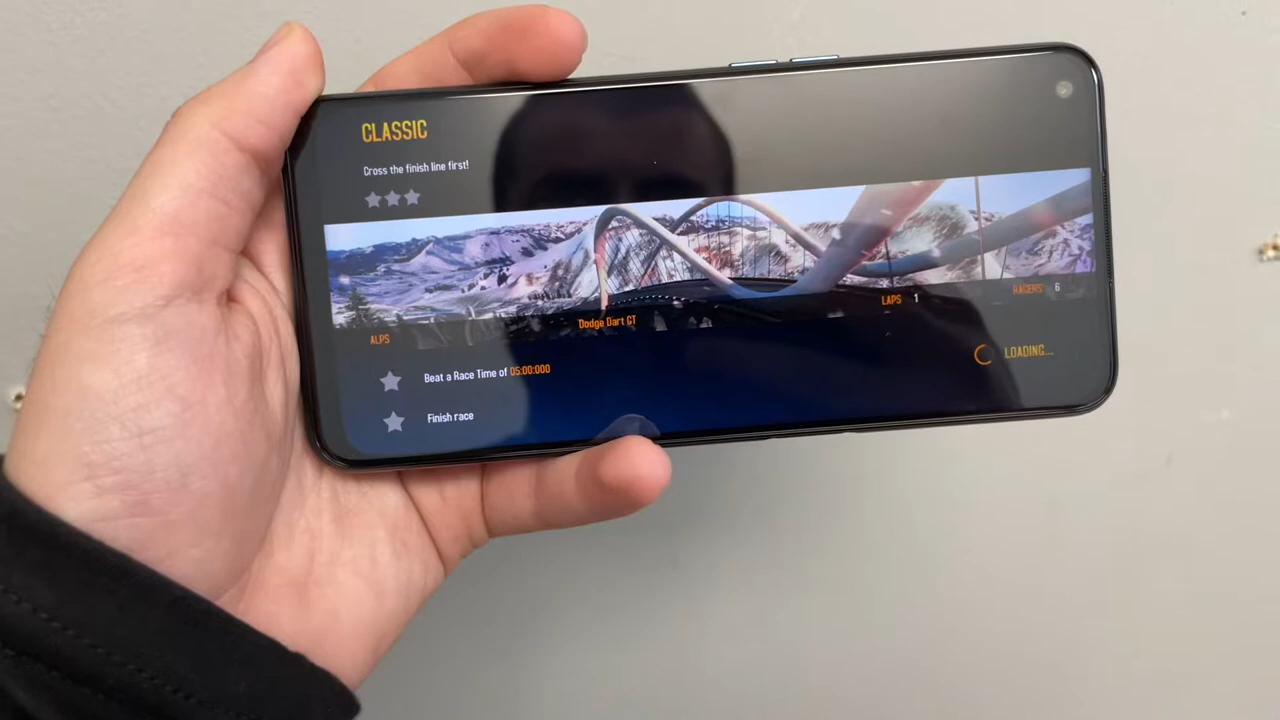 CLASSIC
Cross the finish line first!
ALPS
Dodge Dart GT
LAPS 1
RACERS 6
Beat a Race Time of 05:00:000
Finish race
LOADING...